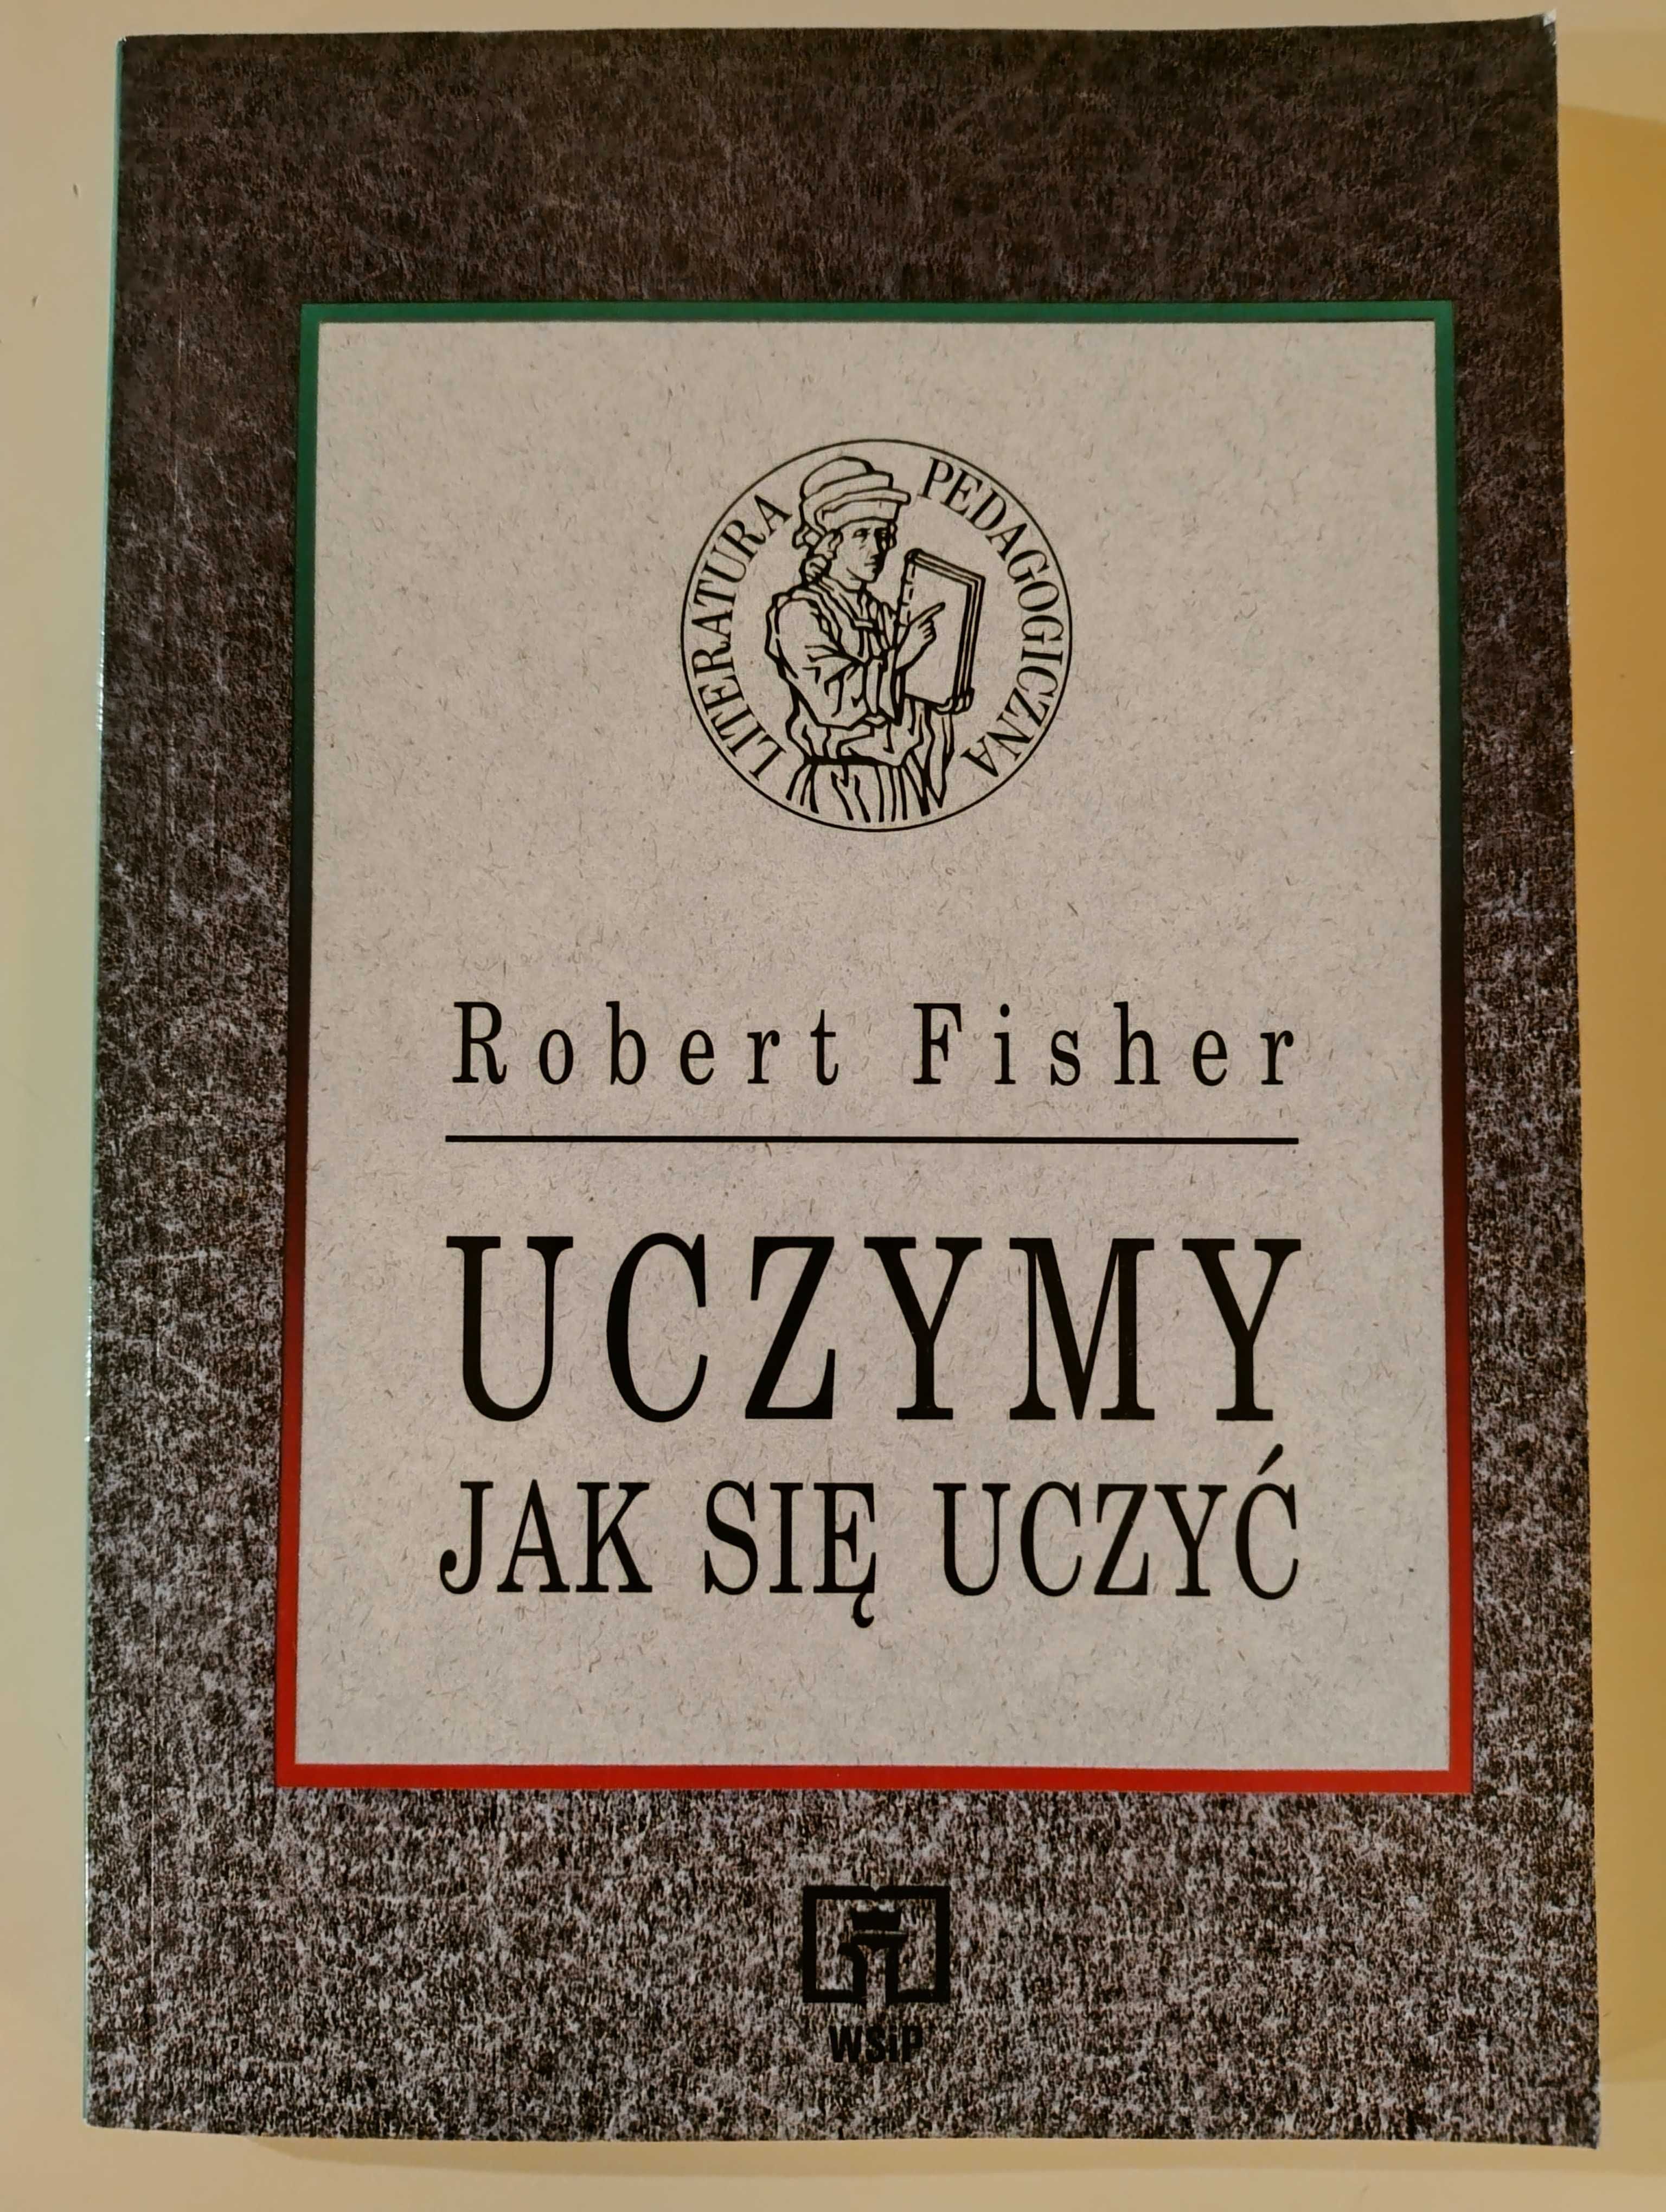 LITERATURA PEDAGOGICZNA
Robert Fisher
UCZYMY
JAK SIĘ UCZYĆ
WSiP